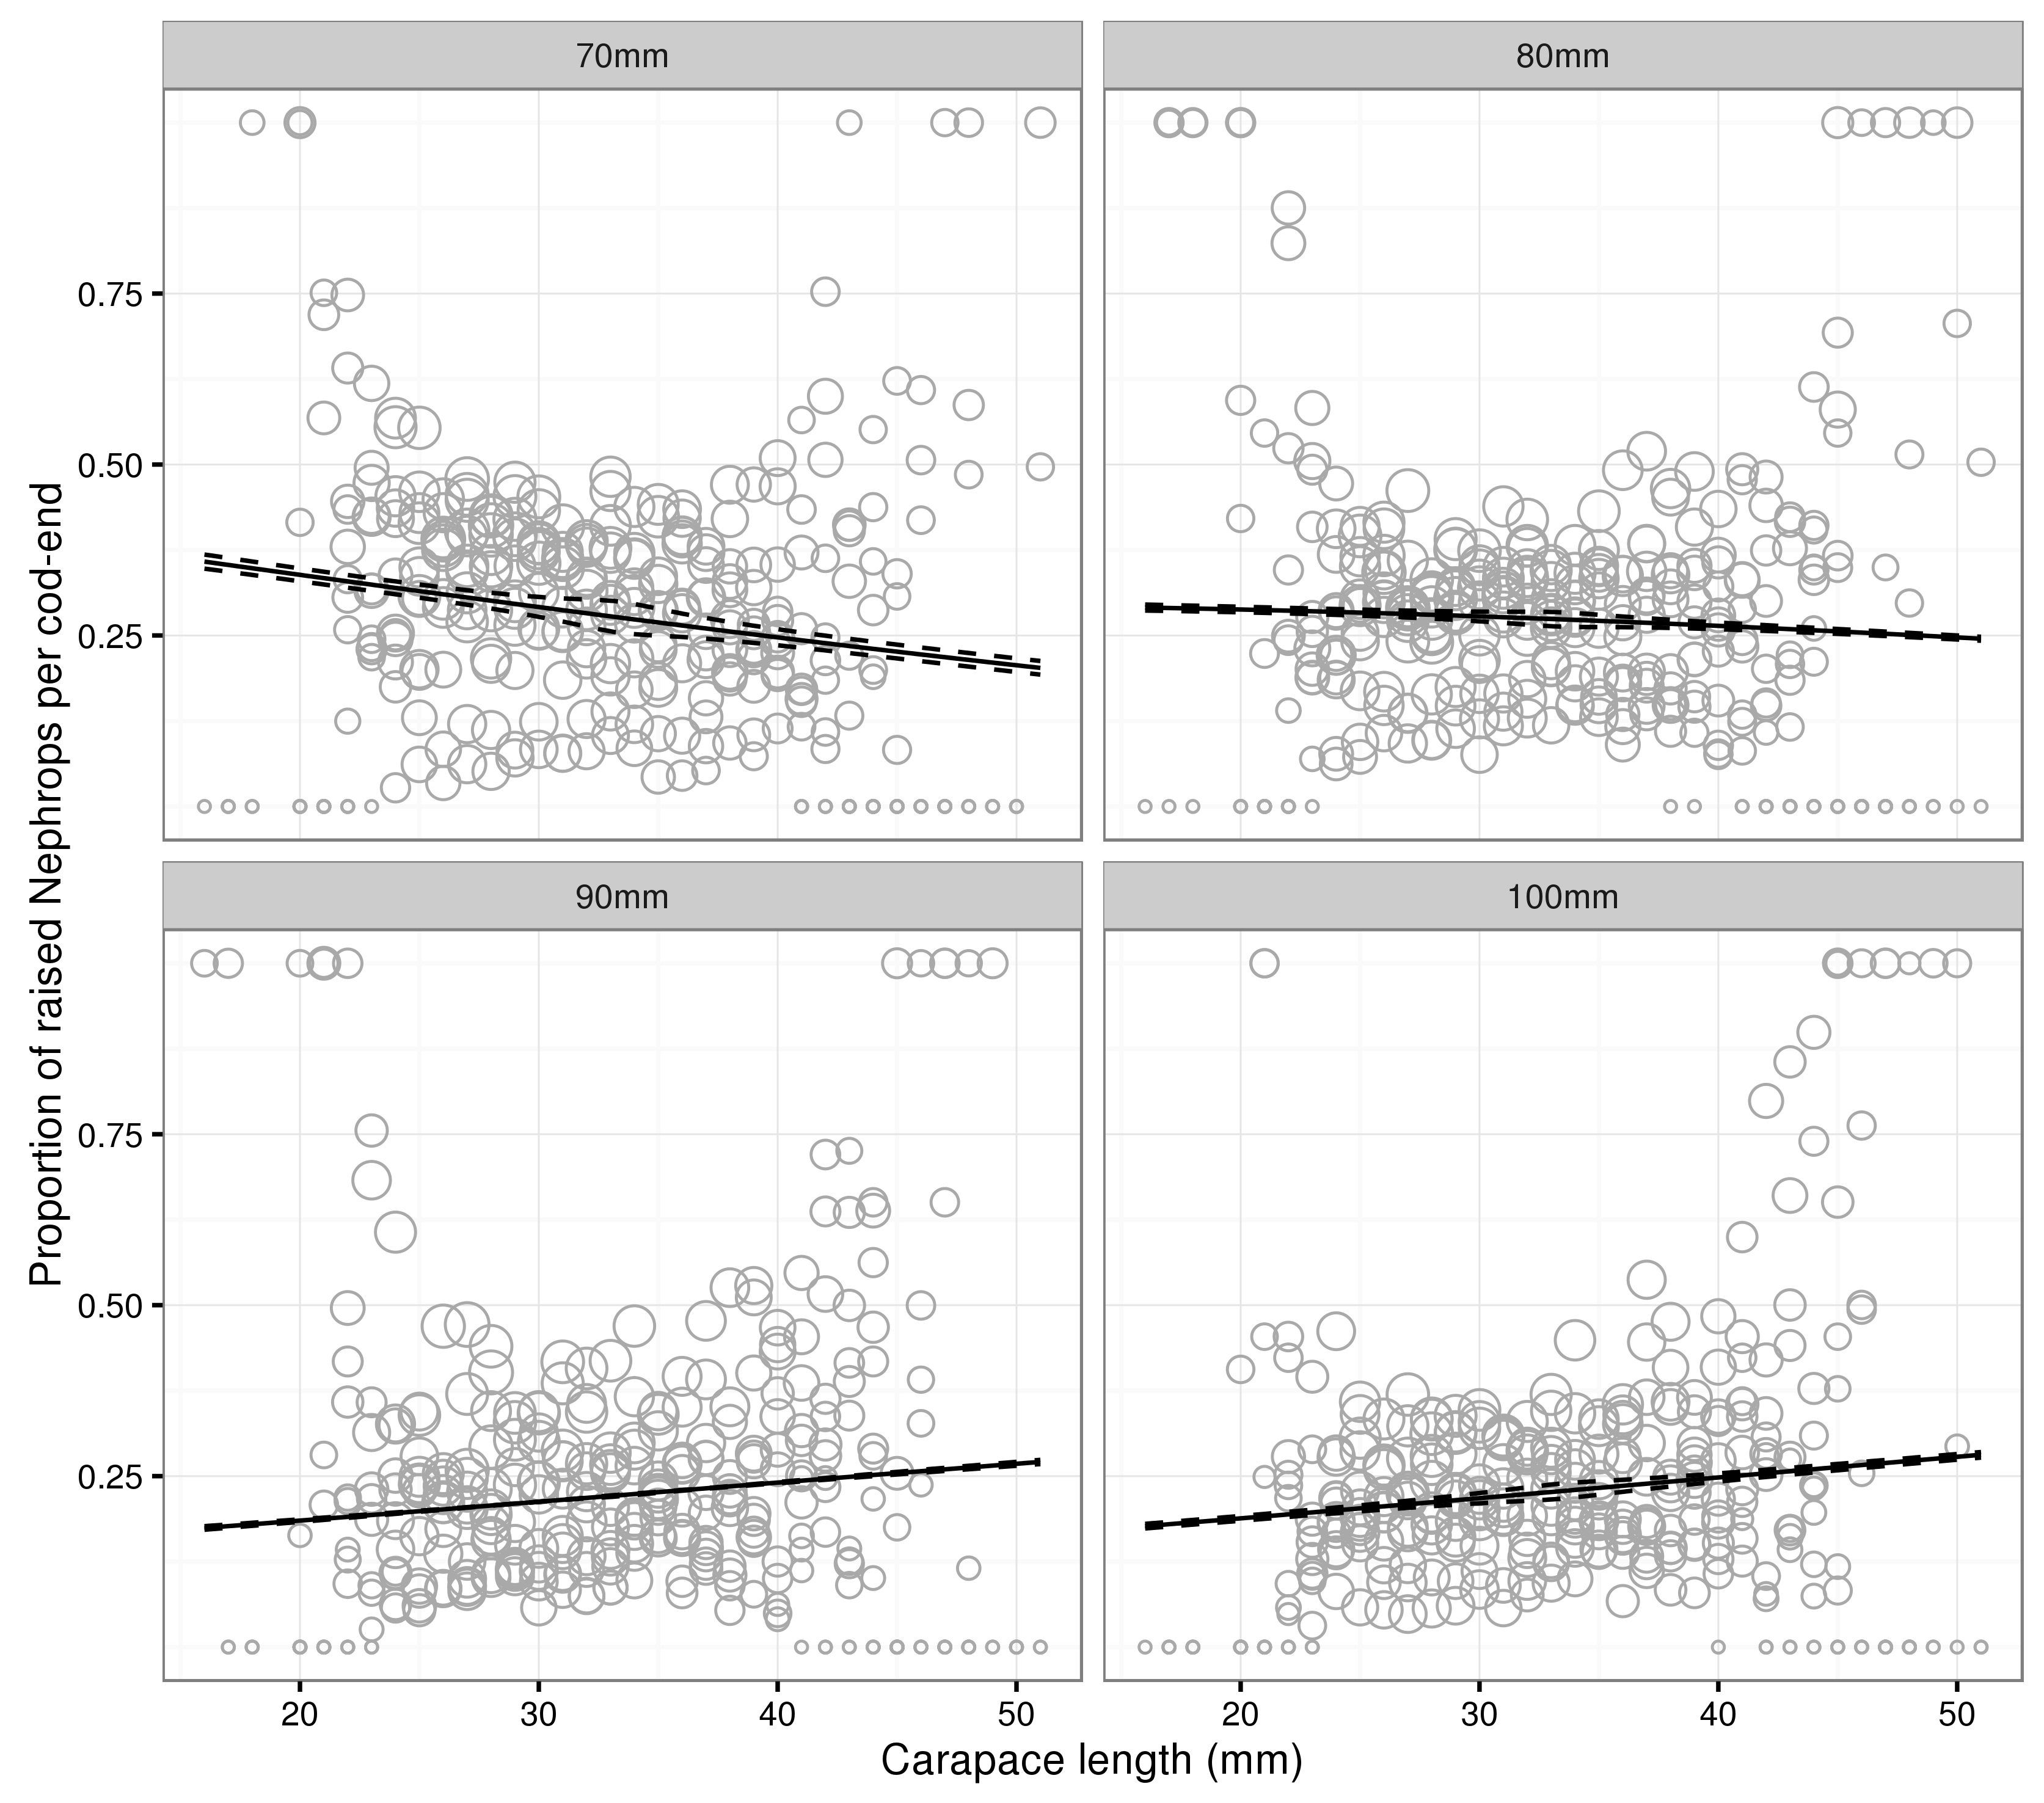 70mm
80mm
0.75
0.50
0.25
90mm
100mm
0.75
0.50
0.25
20
30
40
50
20
30
40
50
Carapace length (mm)
Proportion of raised Nephrops per cod-end